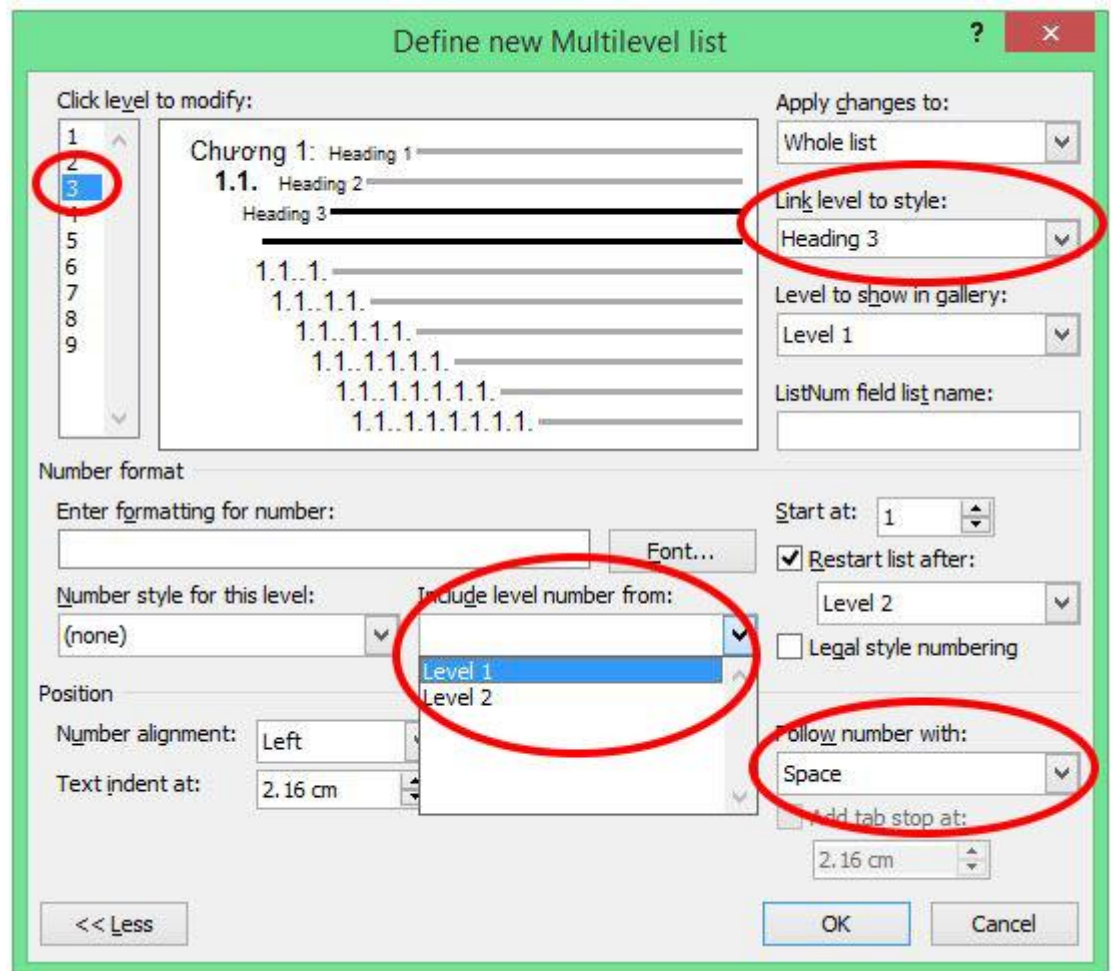 Define new Multilevel list
?
×
Click level to modify:
1
2
3
4
5
6
7
8
9
Chương 1: Heading 1
1.1. Heading 2
Heading 3
1.1..1.
1.1..1.1.
1.1..1.1.1.
1.1..1.1.1.1.
1.1..1.1.1.1.1.
1.1..1.1.1.1.1.1.
Apply changes to:
Whole list
Link level to style:
Heading 3
Level to show in gallery:
Level 1
ListNum field list name:
Number format
Enter formatting for number:
Font...
Number style for this level:
(none)
Include level number from:
Level 1
Level 2
Start at: 1
Restart list after:
Level 2
Legal style numbering
Position
Number alignment: Left
Text indent at: 2.16 cm
Follow number with:
Space
Add tab stop at:
2.16 cm
<< Less
OK
Cancel